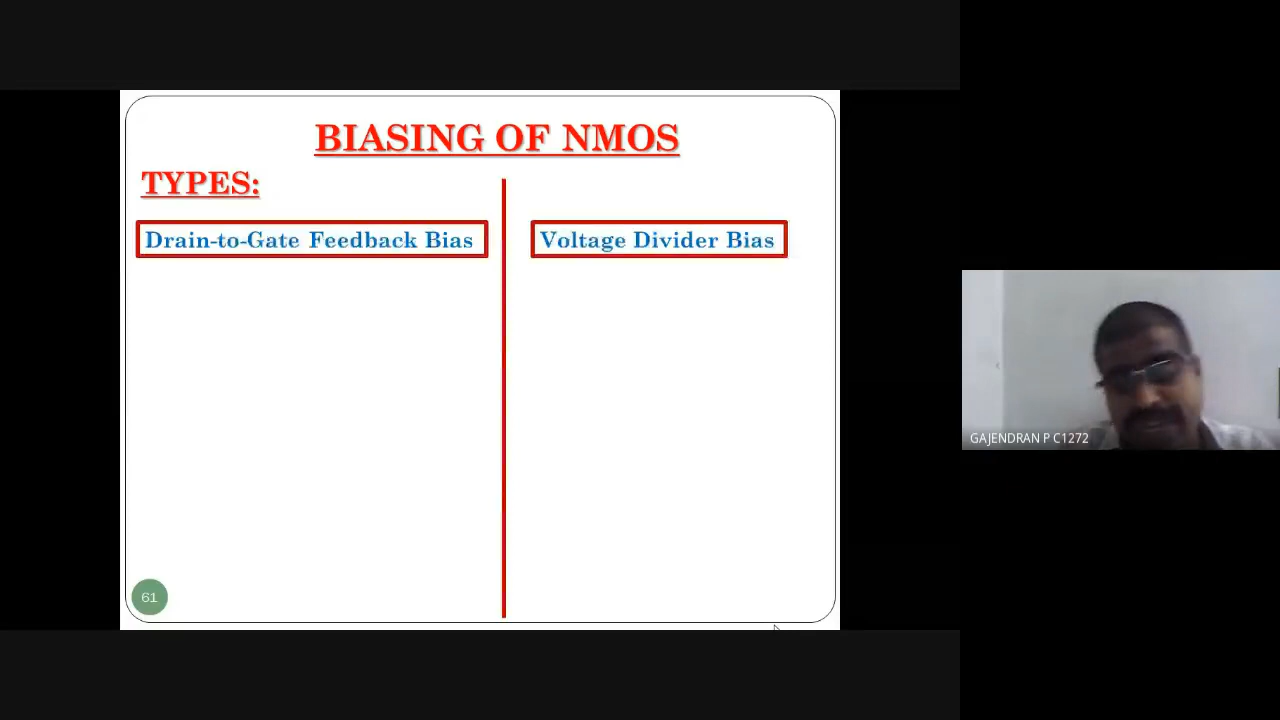 BIASING OF NMOS
TYPES:
Drain-to-Gate Feedback Bias
Voltage Divider Bias
61
GAJENDRAN P C1272